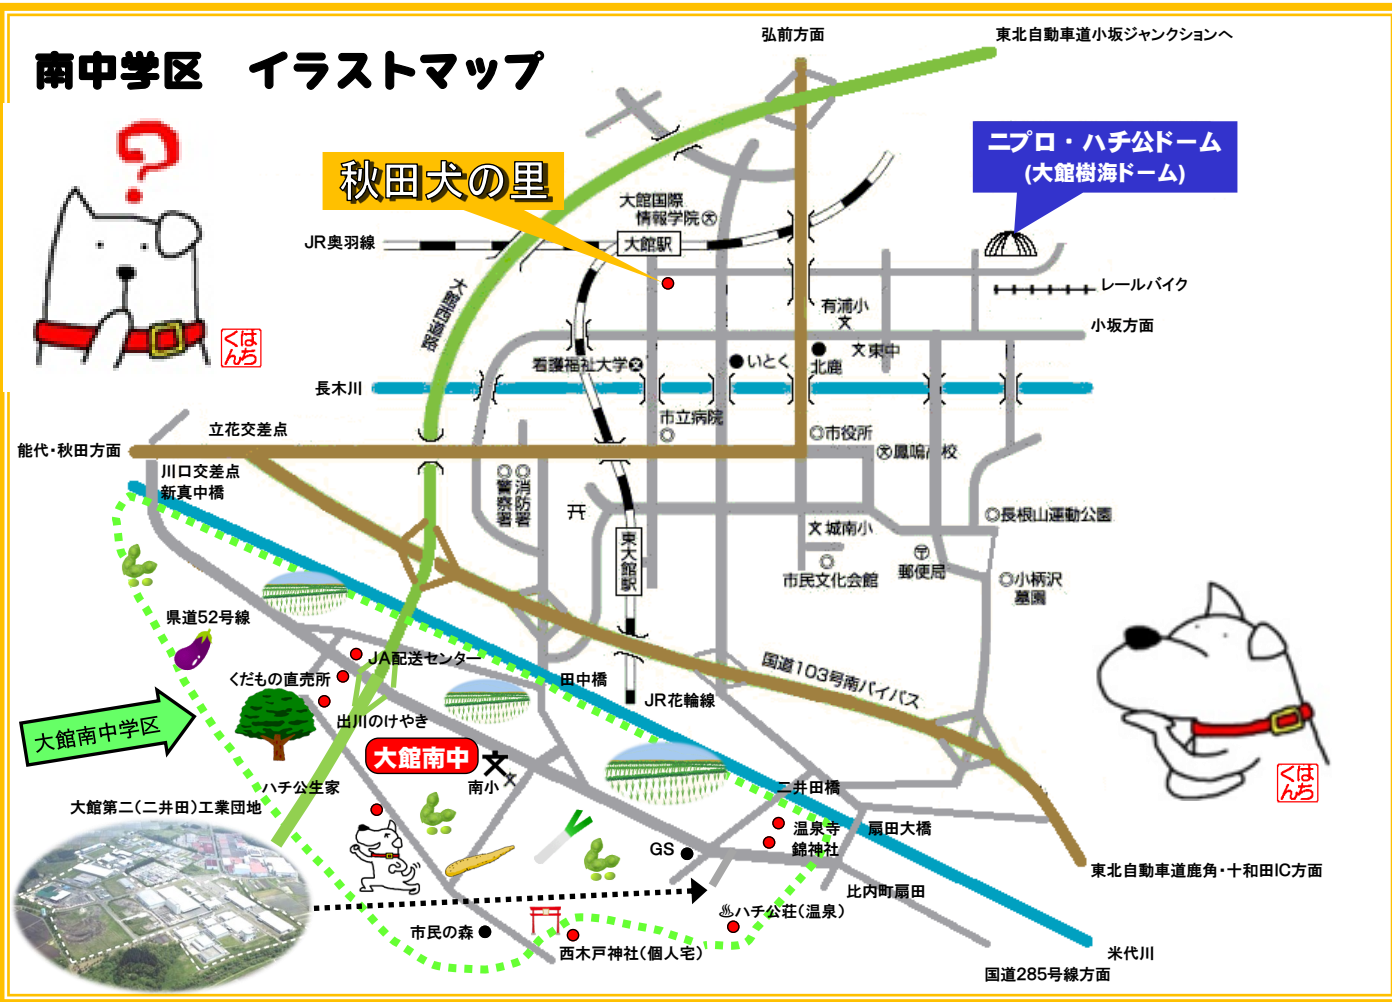 南中学区　イラストマップ
弘前方面
東北自動車道小坂ジャンクションへ
ニプロ・ハチ公ドーム
(大館樹海ドーム)
秋田犬の里
大館国際
情報学院
JR奥羽線
大館駅
大館西道路
レールバイク
有浦小
小坂方面
東中
看護福祉大学
いとく
北鹿
はち
くん
長木川
市立病院
立花交差点
能代・秋田方面
市役所
鳳鳴高校
川口交差点
新真中橋
警察署
消防署
長根山運動公園
城南小
東大館駅
市民文化会館
郵便局
小柄沢
墓園
県道52号線
JA配送センター
くだもの直売所
田中橋
国道103号南バイパス
JR花輪線
出川のけやき
大館南中学区
大館南中
南小
ハチ公生家
二井田橋
大館第二(二井田)工業団地
はち
くん
温泉寺
扇田大橋
錦神社
GS
東北自動車道鹿角・十和田IC方面
比内町扇田
♨ハチ公荘(温泉)
市民の森
西木戸神社(個人宅)
米代川
国道285号線方面